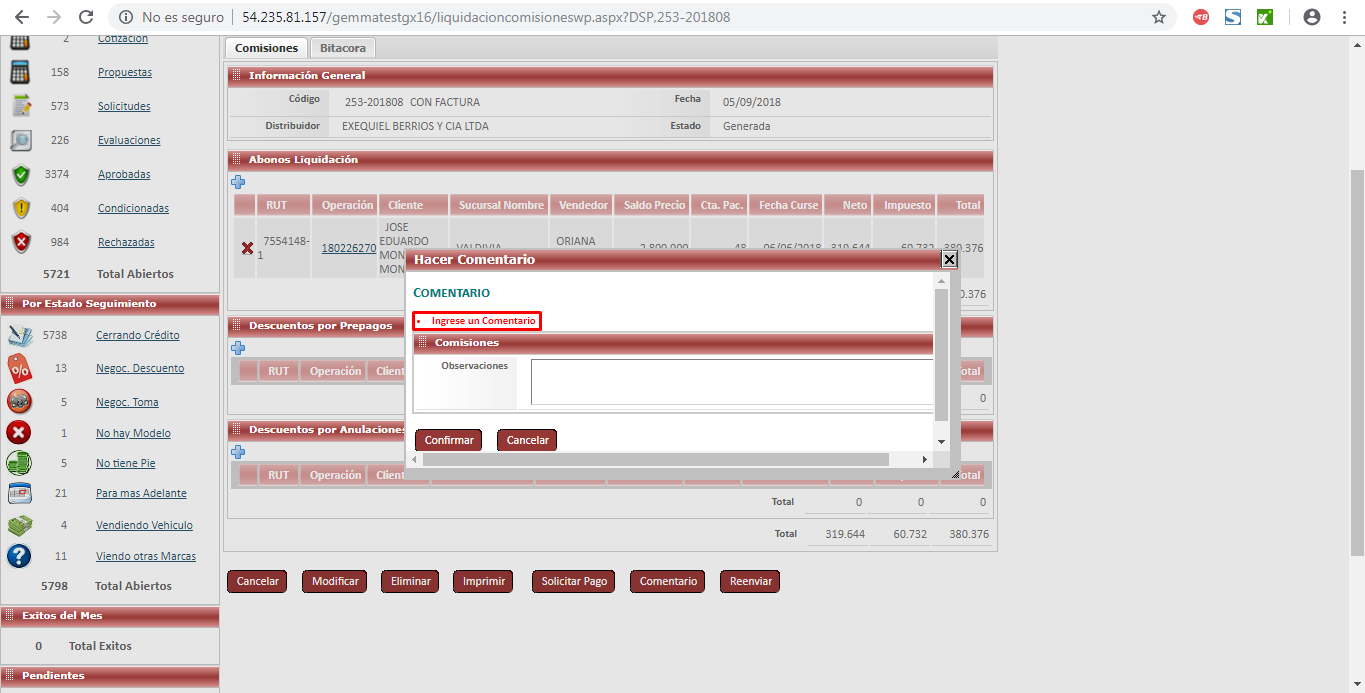 No es seguro
54.235.81.157/gemmatestgx16/liquidacioncomisioneswp.aspx?DSP,253-201808
2 Cotización
158 Propuestas
573 Solicitudes
226 Evaluaciones
3374 Aprobadas
404 Condicionadas
984 Rechazadas
5721 Total Abiertos
Por Estado Seguimiento
5738 Cerrando Crédito
13 Negoc. Descuento
5 Negoc. Toma
1 No hay Modelo
5 No tiene Pie
21 Para mas Adelante
4 Vendiendo Vehiculo
11 Viendo otras Marcas
5798 Total Abiertos
Exitos del Mes
0 Total Exitos
Pendientes
Comisiones Bitacora
Información General
Código 253-201808 CON FACTURA Fecha 05/09/2018
Distribuidor EXEQUIEL BERRIOS Y CIA LTDA Estado Generada
Abonos Liquidación
RUT Operación Cliente Sucursal Nombre Vendedor Saldo Precio Cta. Pac. Fecha Curse Neto Impuesto Total
7554148-1 180226270 JOSE EDUARDO MON MON VALDIVIA ORIANA 2.800.000 48 06/06/2018 319.644 60.732 380.376
0.376
Hacer Comentario
COMENTARIO
Ingrese un Comentario
Comisiones
Observaciones
Confirmar Cancelar
Descuentos por Prepagos
RUT Operación Client otal
0
Descuentos por Anulaciones
RUT Operación Client otal
Total 0 0 0
Total 319.644 60.732 380.376
Cancelar Modificar Eliminar Imprimir Solicitar Pago Comentario Reenviar